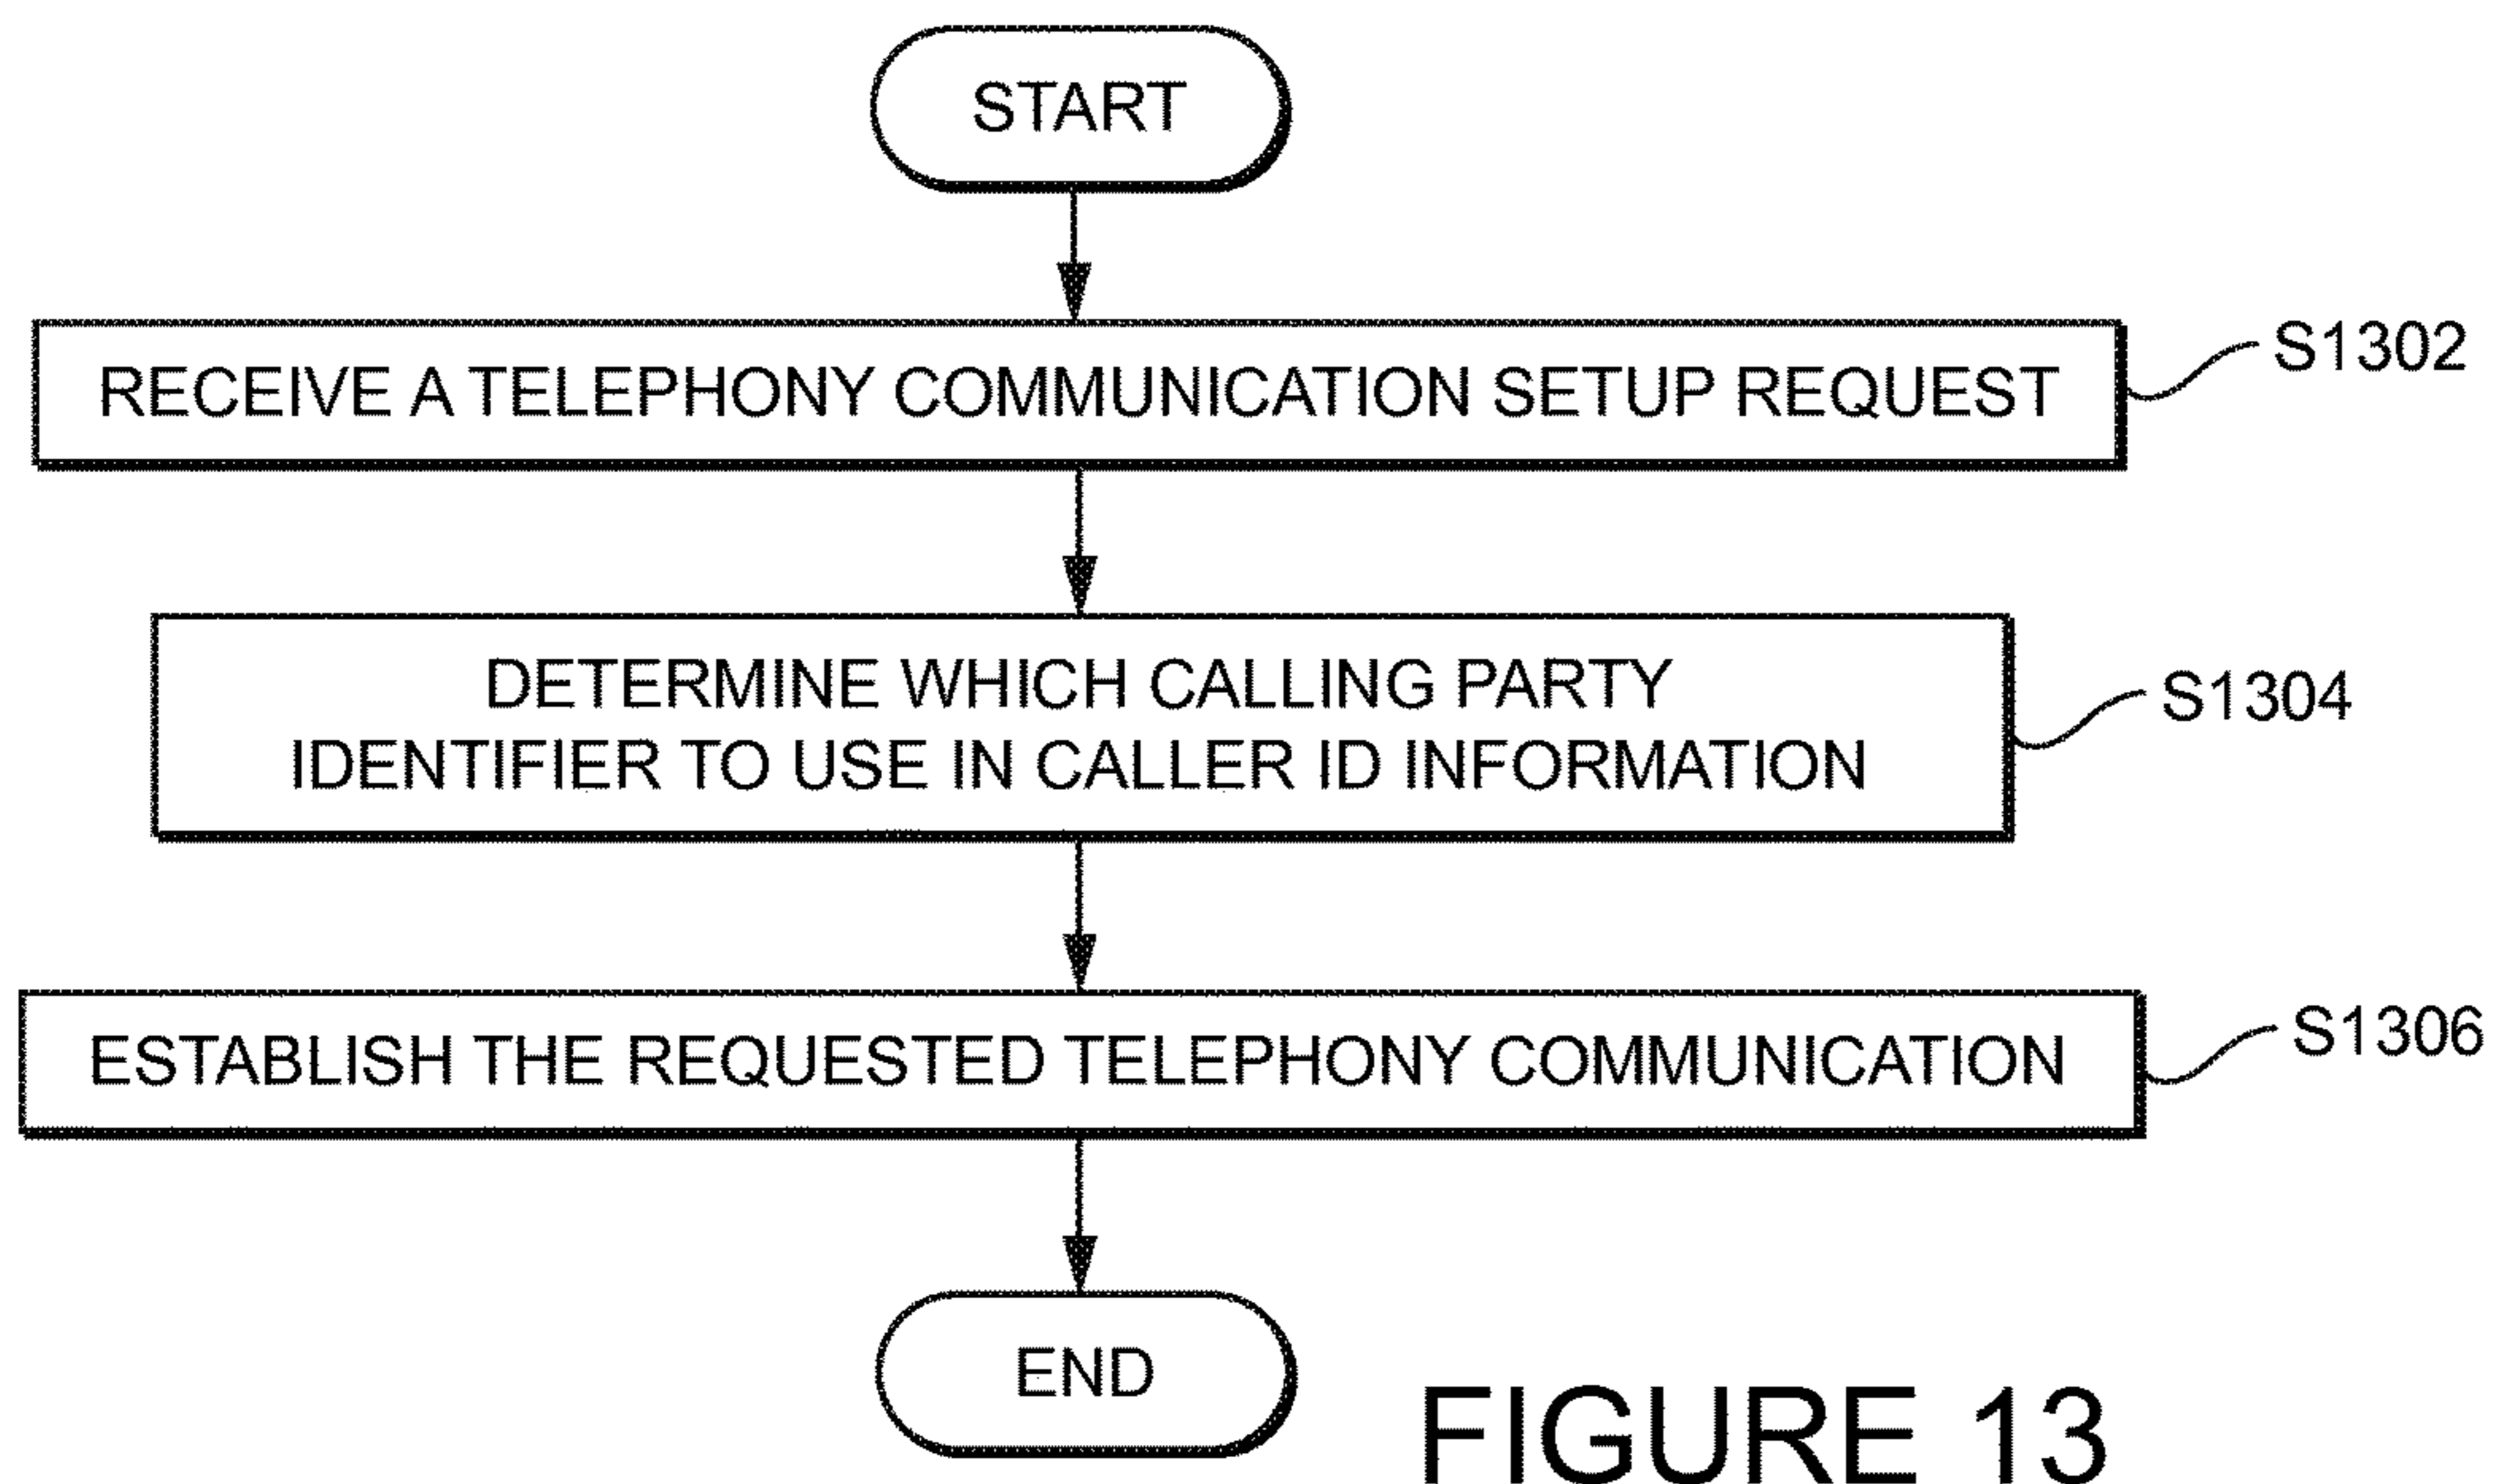 START
RECEIVE A TELEPHONY COMMUNICATION SETUP REQUEST
S1302
DETERMINE WHICH CALLING PARTY
IDENTIFIER TO USE IN CALLER ID INFORMATION
S1304
ESTABLISH THE REQUESTED TELEPHONY COMMUNICATION
S1306
END
FIGURE 13